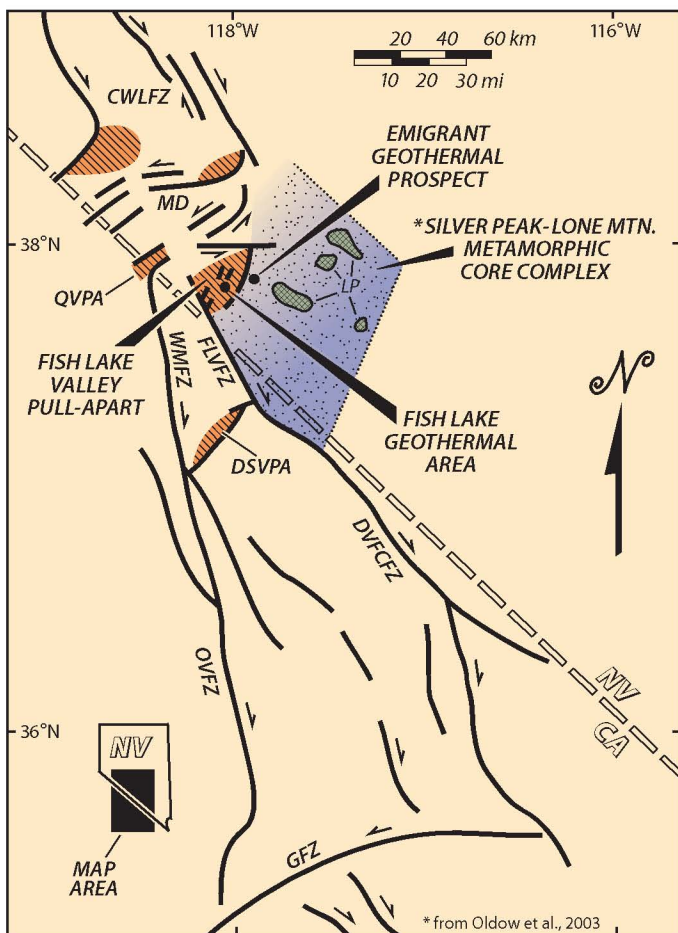 118°W
116°W
20 40 60 km
10 20 30 mi
CWLFZ
EMIGRANT
GEOTHERMAL
PROSPECT
MD
38°N
*SILVER PEAK-LONE MTN.
METAMORPHIC
CORE COMPLEX
LP
QVPA
WMFZ
FLVFZ
FISH LAKE
VALLEY
PULL-APART
N
FISH LAKE
GEOTHERMAL
AREA
DSVPA
DVFCFZ
OVFZ
NV
CA
36°N
NV
MAP
AREA
GFZ
* from Oldow et al., 2003